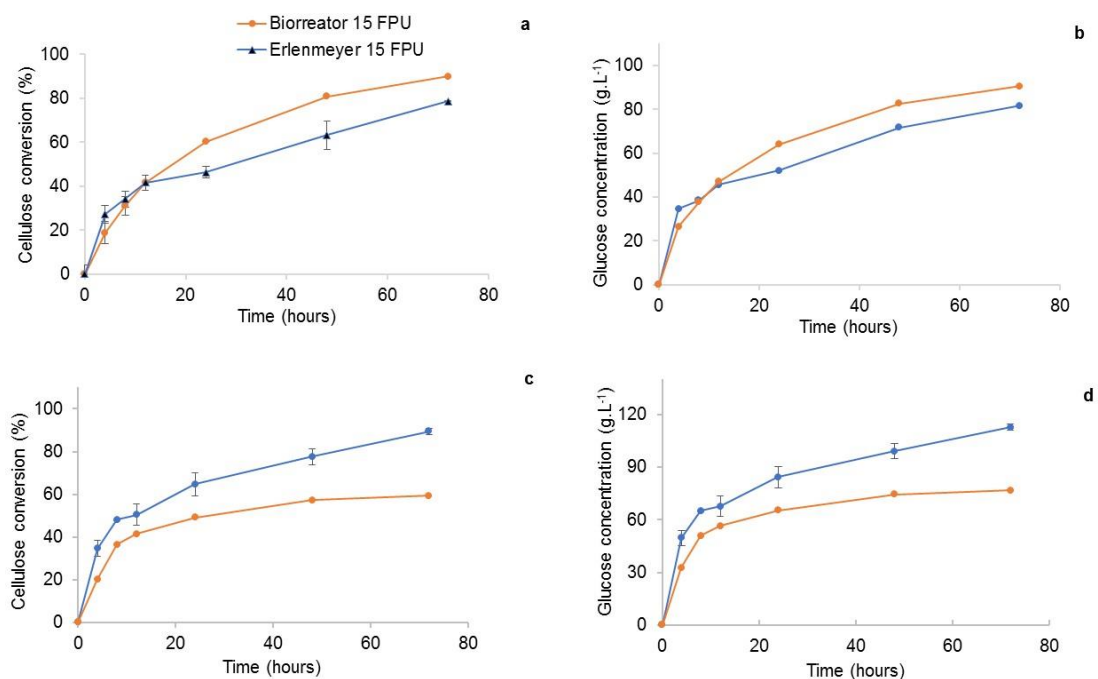 Biorreator 15 FPU
Erlenmeyer 15 FPU
a
Cellulose conversion (%)
100
80
60
40
20
0
0 20 40 60 80
Time (hours)
b
Glucose concentration (g.L-1)
100
80
60
40
20
0
0 20 40 60 80
Time (hours)
c
Cellulose conversion (%)
100
80
60
40
20
0
0 20 40 60 80
Time (hours)
d
Glucose concentration (g.L-1)
120
90
60
30
0
0 20 40 60 80
Time (hours)